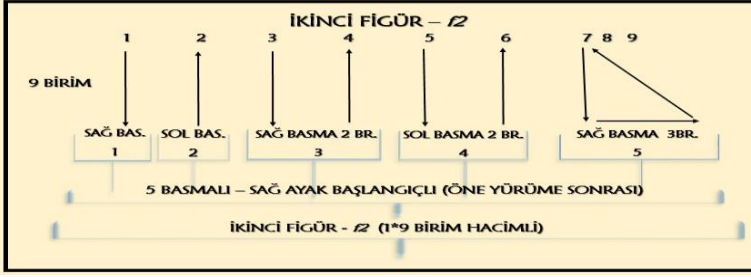 İKİNCİ FİGÜR – f2
1 2 3 4 5 6 7 8 9
9 BİRİM
SAĞ BAS. SOL BAS. SAĞ BASMA 2 BR. SOL BASMA 2 BR. SAĞ BASMA 3BR.
1 2 3 4 5
5 BASMALI – SAĞ AYAK BAŞLANGIÇLI (ÖNE YÜRÜME SONRASI)
İKİNCİ FİGÜR - f2 (1*9 BİRİM HACİMLİ)